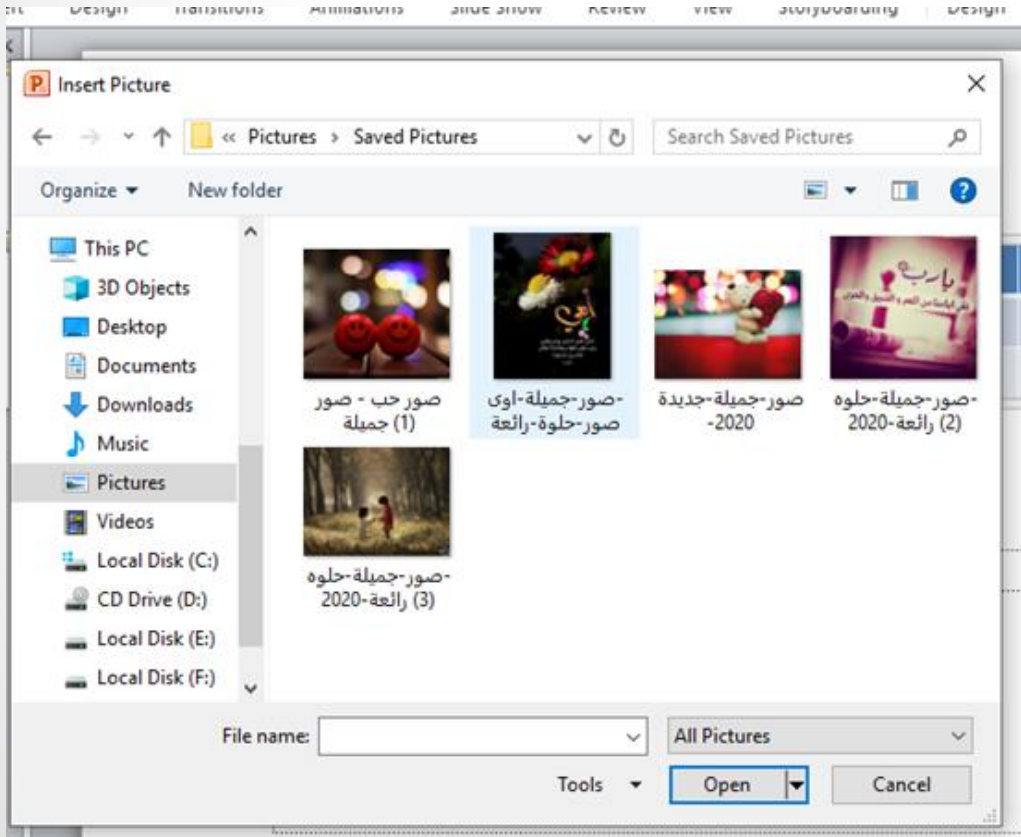 Design Transitions Animations Slide Show Review View Storyboarding Design
Insert Picture
« Pictures › Saved Pictures
Search Saved Pictures
Organize
New folder
This PC
3D Objects
Desktop
Documents
Downloads
Music
Pictures
Videos
Local Disk (C:)
CD Drive (D:)
Local Disk (E:)
Local Disk (F:)
صور حب - صور
جميلة (1)
صور-جميلة-اوى-
صور-حلوة-رائعة
صور-جميلة-جديدة
-2020
صور-جميلة-حلوه-
رائعة-2020 (2)
يارب
صور-جميلة-حلوه-
رائعة-2020 (3)
File name:
All Pictures
Tools
Open
Cancel